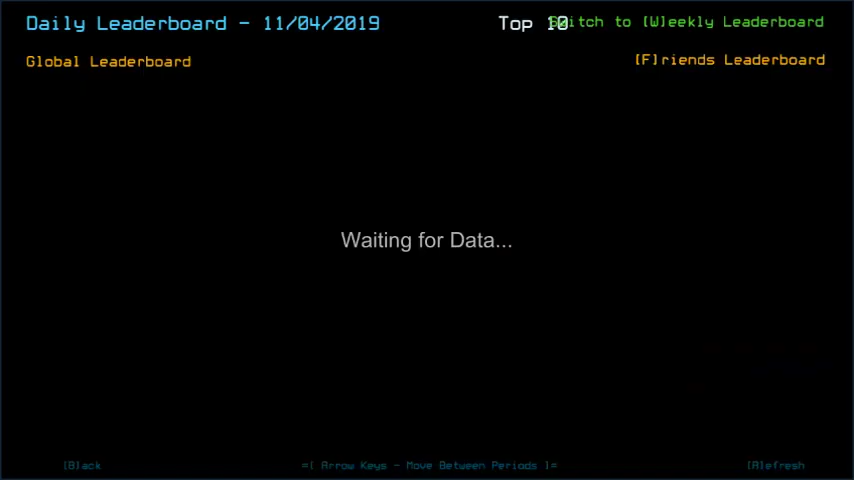 Daily Leaderboard - 11/04/2019
Top 10
Switch to [W]eekly Leaderboard
Global Leaderboard
[F]riends Leaderboard
Waiting for Data...
[B]ack
=[ Arrow Keys - Move Between Periods ]=
[R]efresh